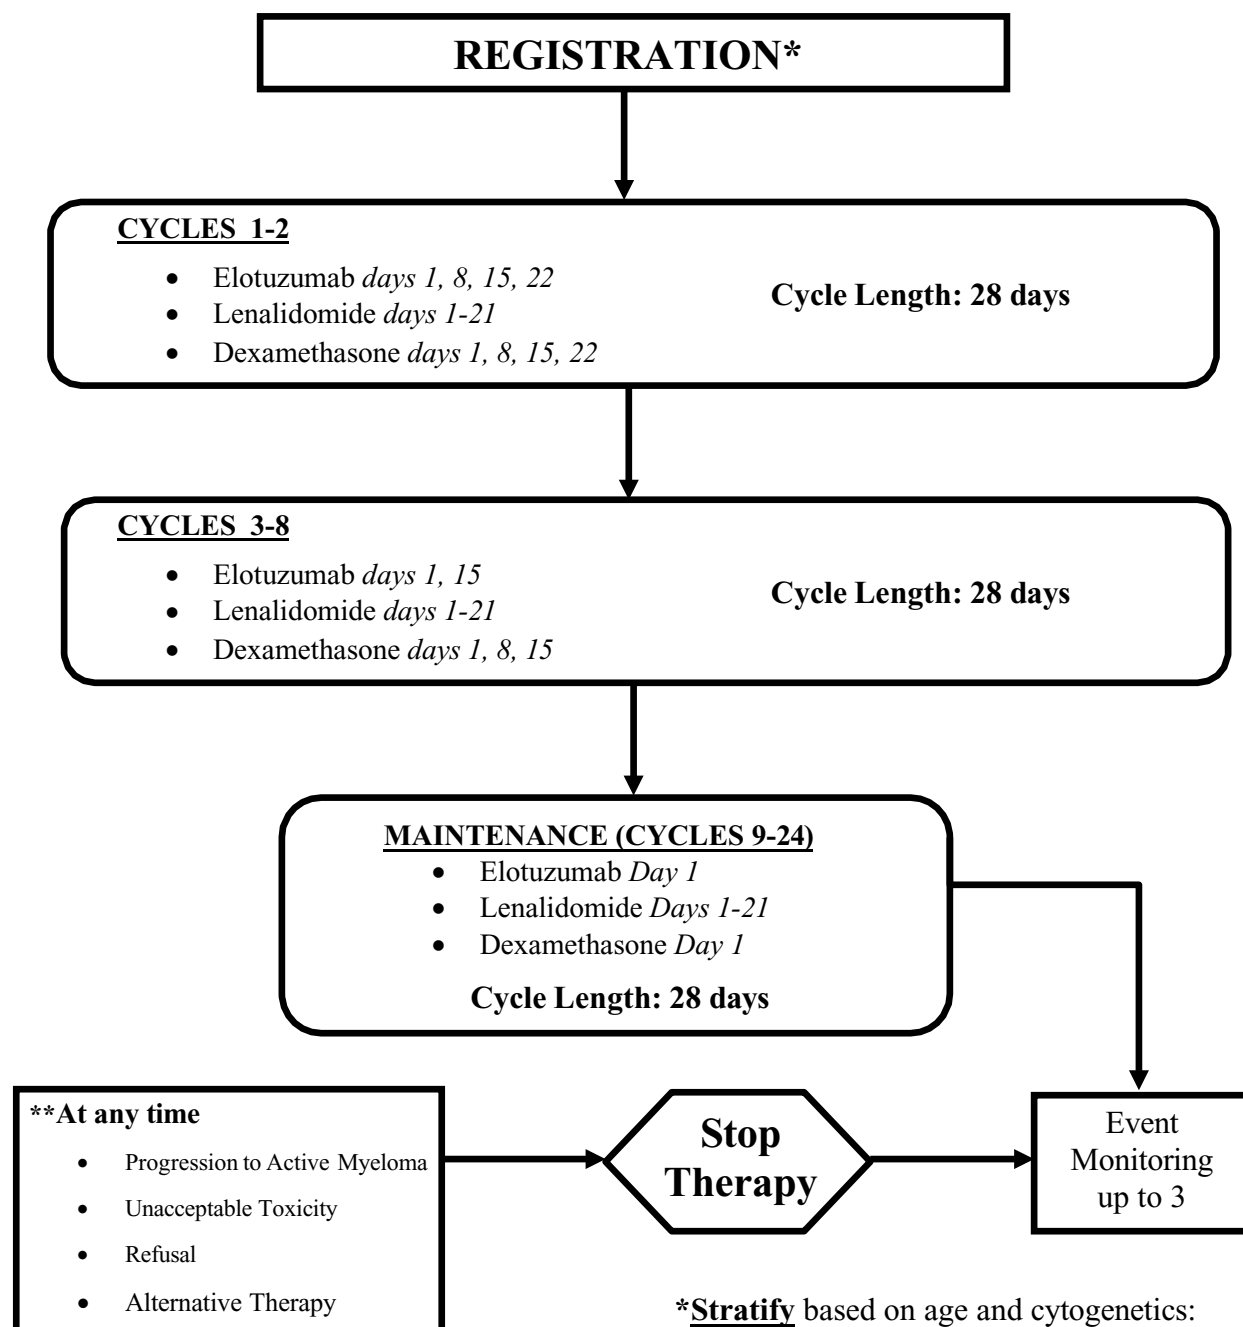 REGISTRATION*
CYCLES 1-2
• Elotuzumab days 1, 8, 15, 22
• Lenalidomide days 1-21
• Dexamethasone days 1, 8, 15, 22
Cycle Length: 28 days
CYCLES 3-8
• Elotuzumab days 1, 15
• Lenalidomide days 1-21
• Dexamethasone days 1, 8, 15
Cycle Length: 28 days
MAINTENANCE (CYCLES 9-24)
• Elotuzumab Day 1
• Lenalidomide Days 1-21
• Dexamethasone Day 1
Cycle Length: 28 days
**At any time
• Progression to Active Myeloma
• Unacceptable Toxicity
• Refusal
• Alternative Therapy
Stop
Therapy
Event
Monitoring
up to 3
*Stratify based on age and cytogenetics: